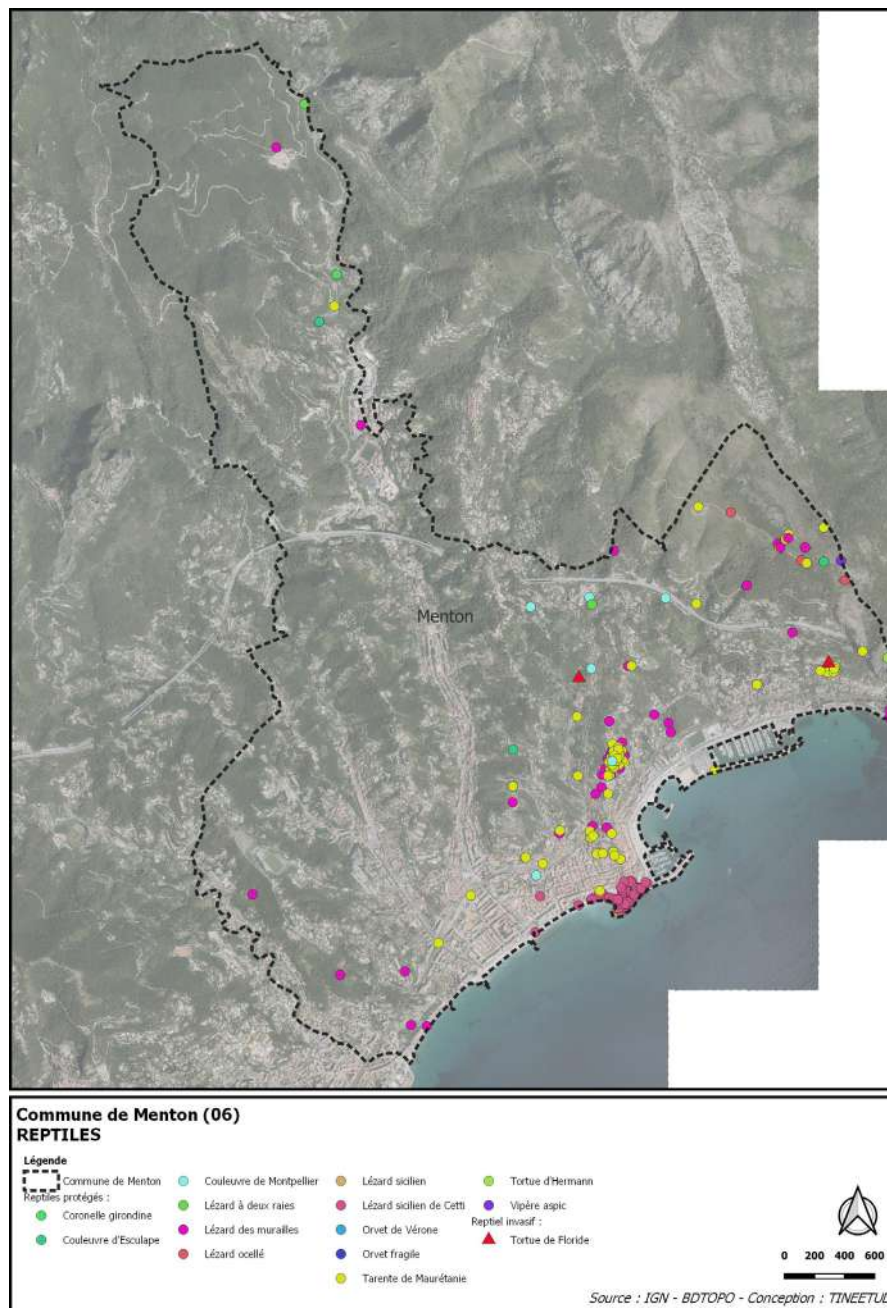 Menton
Commune de Menton (06)
REPTILES
Légende
Commune de Menton
Reptiles protégés :
Coronelle girondine
Couleuvre d'Esculape
Couleuvre de Montpellier
Lézard à deux raies
Lézard des murailles
Lézard ocellé
Lézard sicilien
Lézard sicilien de Cetti
Orvet de Vérone
Orvet fragile
Tarente de Maurétanie
Tortue d'Hermann
Vipère aspic
Reptiel invasif :
Tortue de Floride
0 200 400 600
Source : IGN - BDTOPO - Conception : TINEETUD